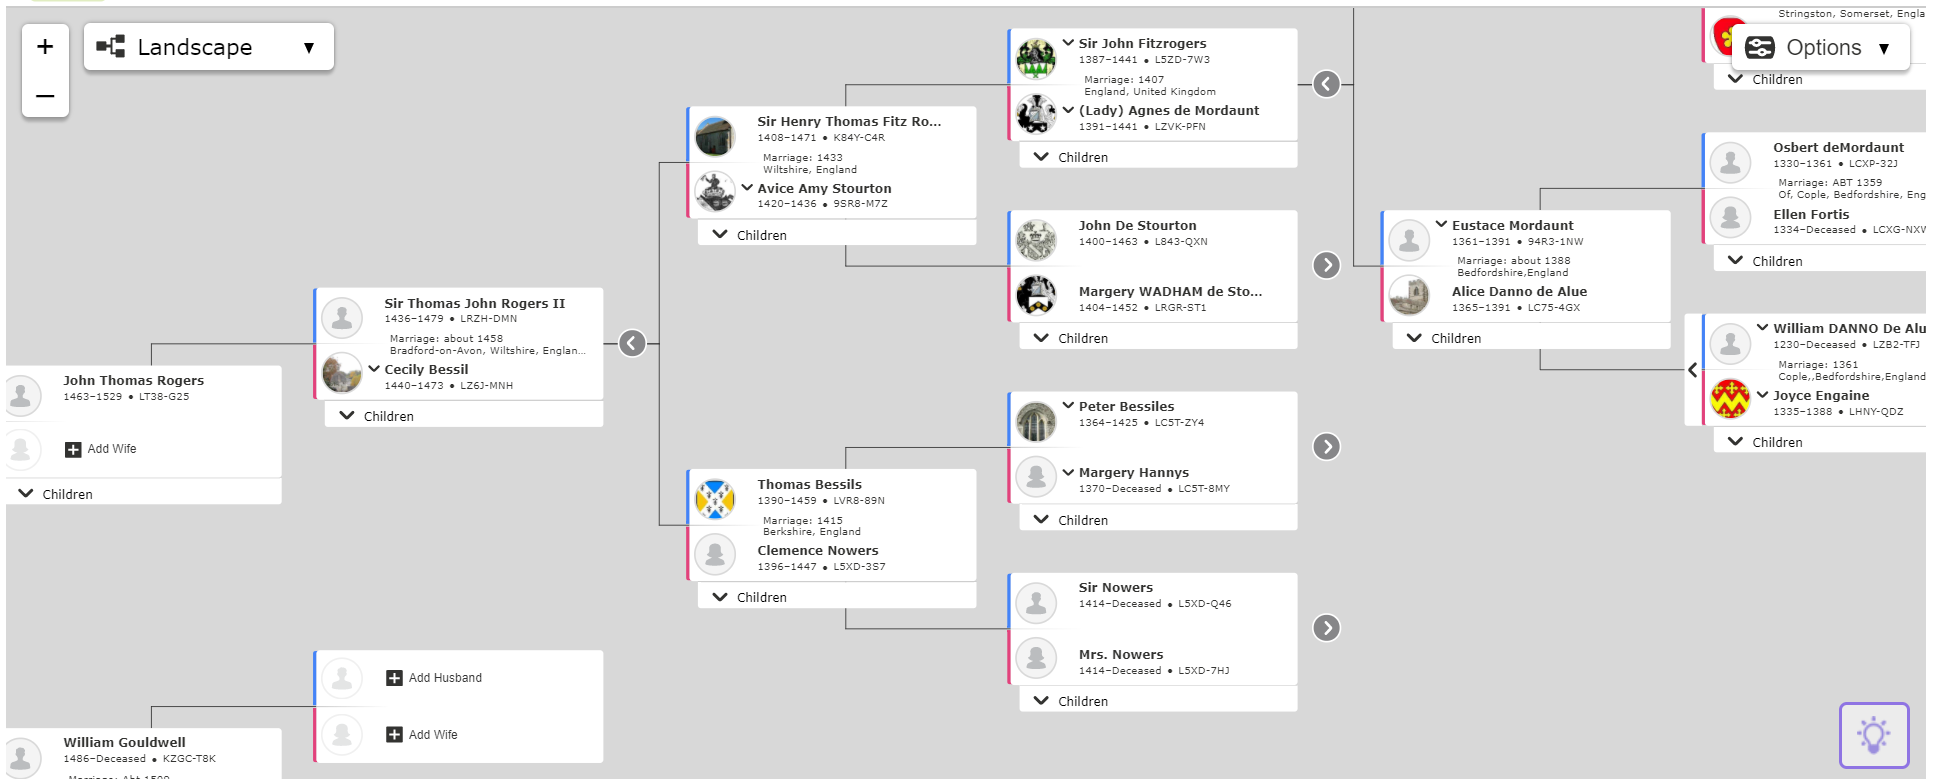 +
−
Landscape ▼
Options ▼
Stringston, Somerset, Engla
Children
Sir John Fitzrogers
1387–1441 • L5ZD-7W3
Marriage: 1407
England, United Kingdom
(Lady) Agnes de Mordaunt
1391–1441 • LZVK-PFN
Children
Sir Henry Thomas Fitz Ro...
1408–1471 • K84Y-C4R
Marriage: 1433
Wiltshire, England
Avice Amy Stourton
1420–1436 • 9SR8-M7Z
Children
Osbert deMordaunt
1330–1361 • LCXP-32J
Marriage: ABT 1359
Of, Cople, Bedfordshire, Eng
Ellen Fortis
1334–Deceased • LCXG-NXV
Children
John De Stourton
1400–1463 • L843-QXN
Margery WADHAM de Sto...
1404–1452 • LRGR-ST1
Children
Eustace Mordaunt
1361–1391 • 94R3-1NW
Marriage: about 1388
Bedfordshire,England
Alice Danno de Alue
1365–1391 • LC75-4GX
Children
Sir Thomas John Rogers II
1436–1479 • LRZH-DMN
Marriage: about 1458
Bradford-on-Avon, Wiltshire, Englan...
Cecily Bessil
1440–1473 • LZ6J-MNH
Children
William DANNO De Alu
1230–Deceased • LZB2-TFJ
Marriage: 1361
Cople,,Bedfordshire,England
Joyce Engaine
1335–1388 • LHNY-QDZ
Children
John Thomas Rogers
1463–1529 • LT38-G25
Add Wife
Children
Peter Bessiles
1364–1425 • LC5T-ZY4
Margery Hannys
1370–Deceased • LC5T-8MY
Children
Thomas Bessils
1390–1459 • LVR8-89N
Marriage: 1415
Berkshire, England
Clemence Nowers
1396–1447 • L5XD-3S7
Children
Sir Nowers
1414–Deceased • L5XD-Q46
Mrs. Nowers
1414–Deceased • L5XD-7HJ
Children
Add Husband
Add Wife
William Gouldwell
1486–Deceased • KZGC-T8K
Marriage: Abt 1500